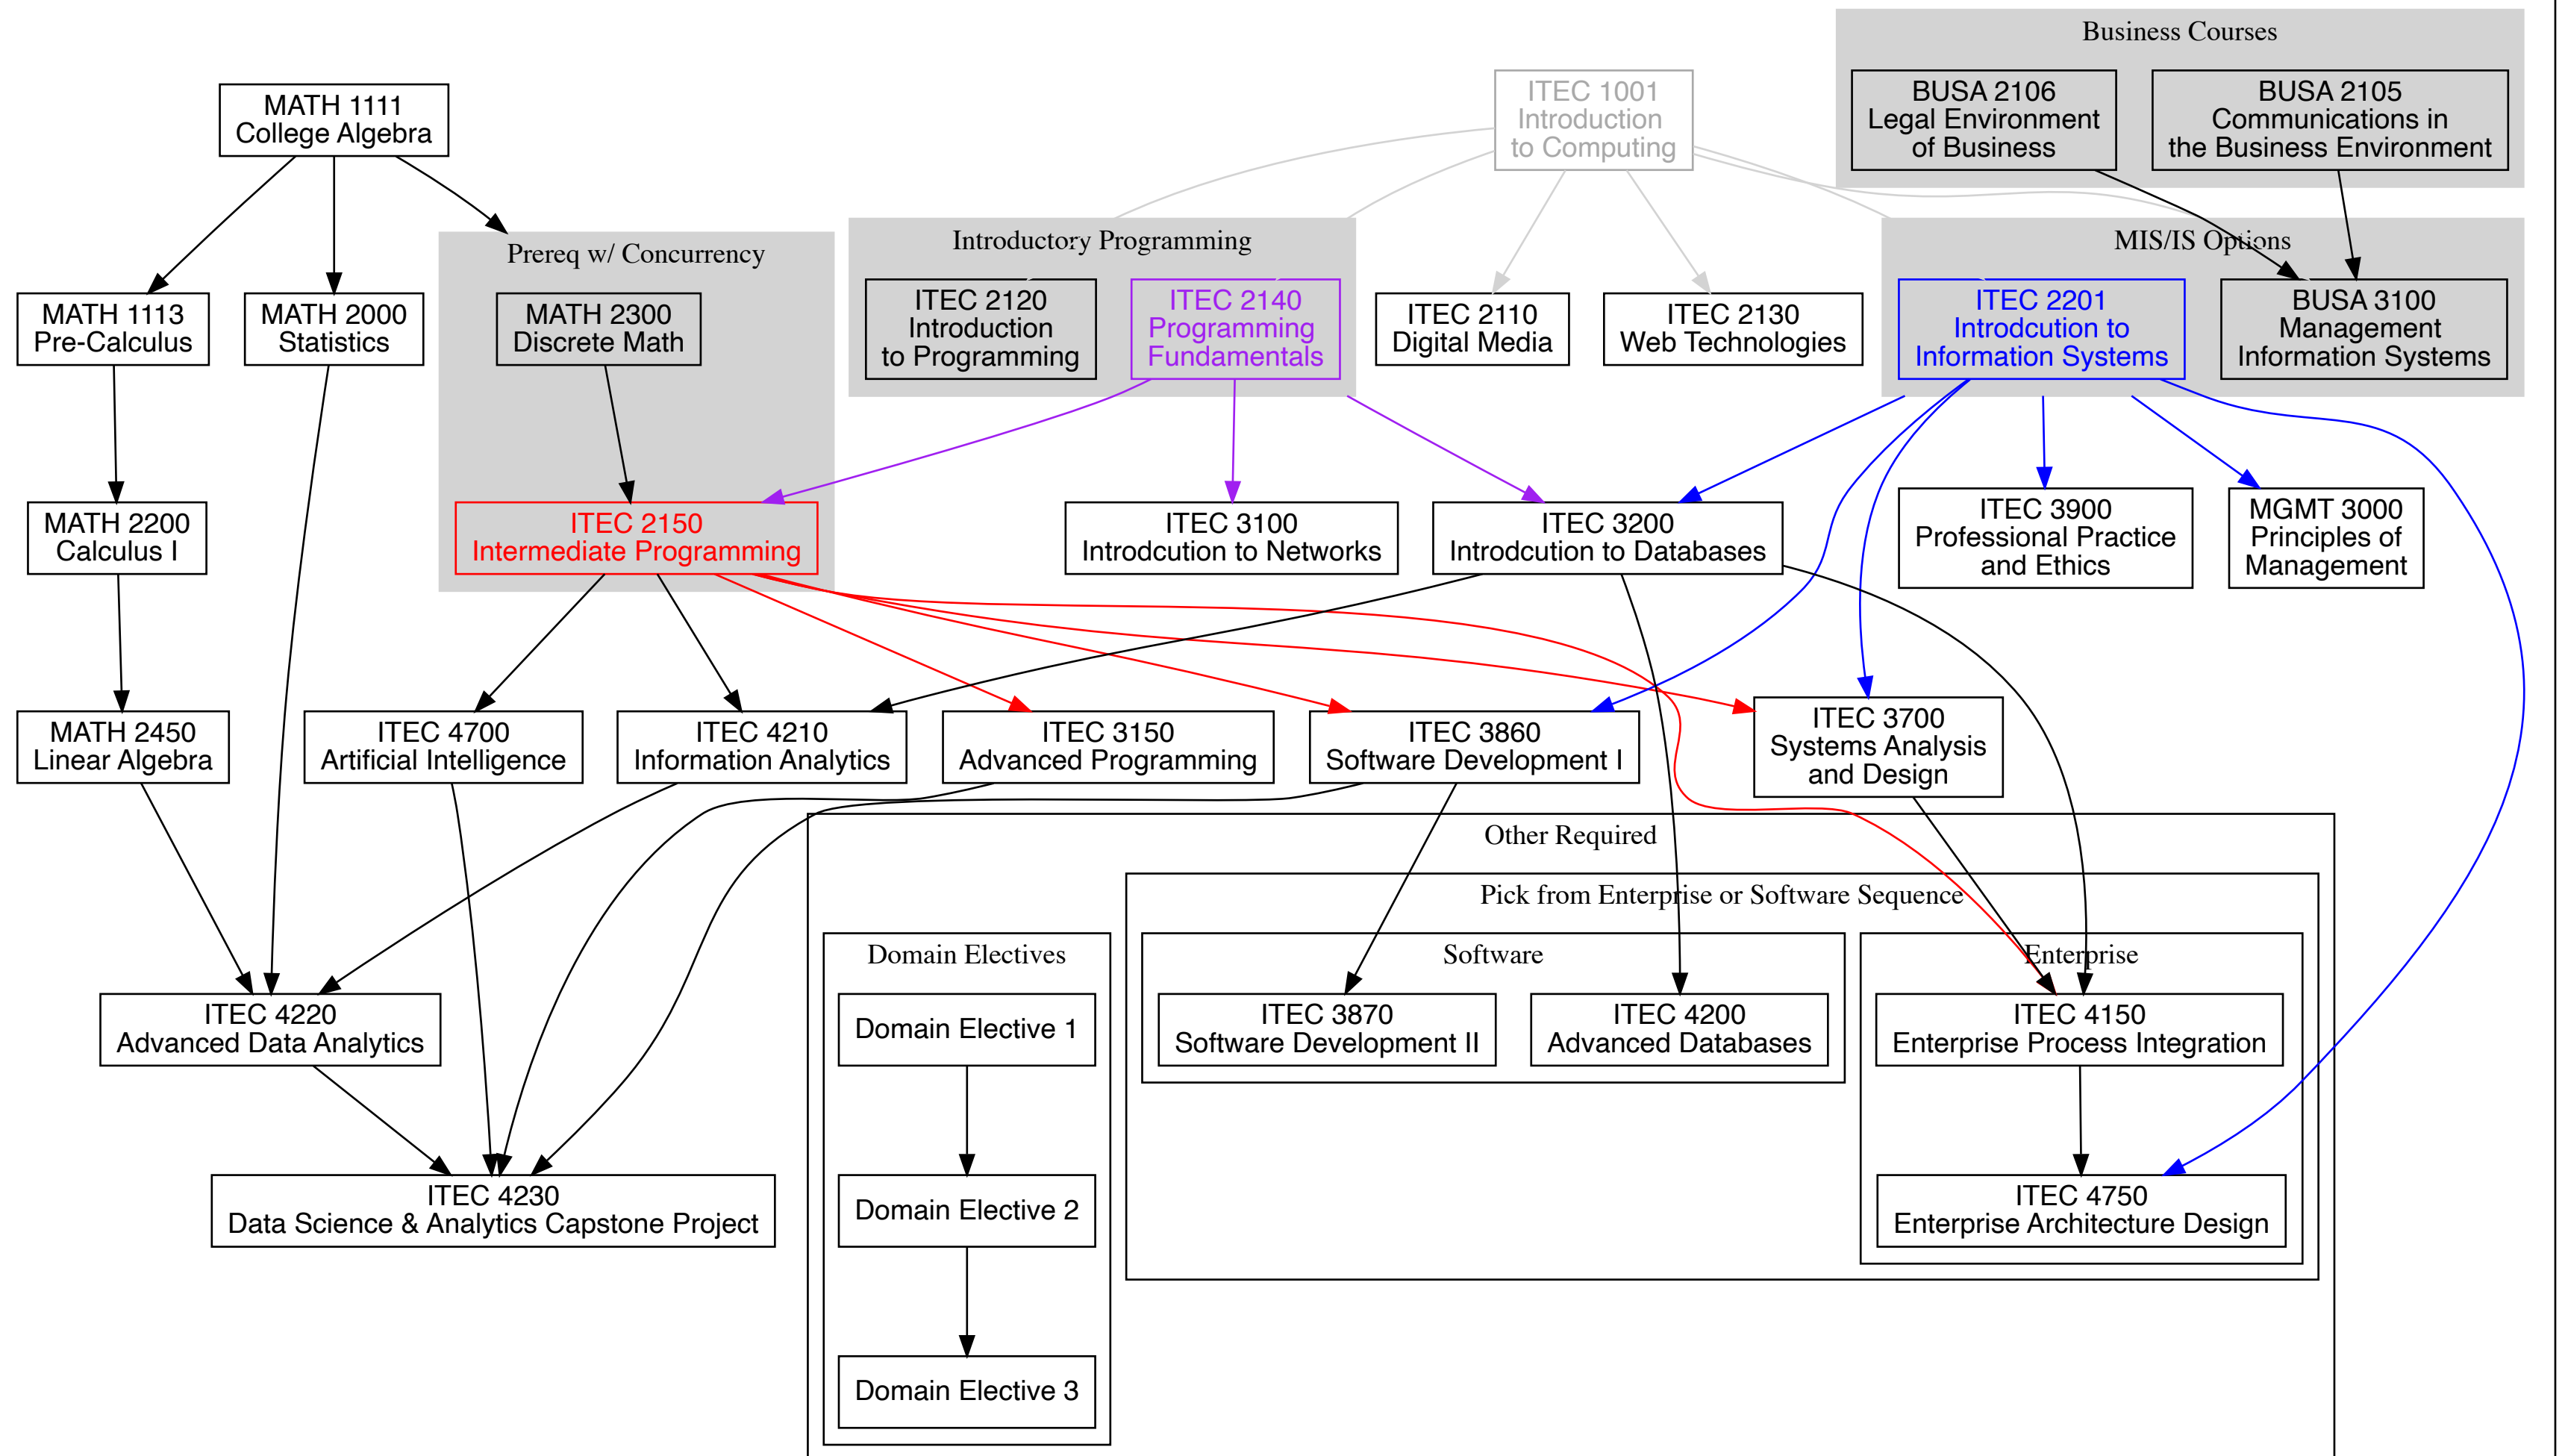 Business Courses
MATH 1111
College Algebra
ITEC 1001
Introduction
to Computing
BUSA 2106
Legal Environment
of Business
BUSA 2105
Communications in
the Business Environment
Prereq w/ Concurrency
Introductory Programming
MIS/IS Options
MATH 1113
Pre-Calculus
MATH 2000
Statistics
MATH 2300
Discrete Math
ITEC 2120
Introduction
to Programming
ITEC 2140
Programming
Fundamentals
ITEC 2110
Digital Media
ITEC 2130
Web Technologies
ITEC 2201
Introdcution to
Information Systems
BUSA 3100
Management
Information Systems
MATH 2200
Calculus I
ITEC 2150
Intermediate Programming
ITEC 3100
Introdcution to Networks
ITEC 3200
Introdcution to Databases
ITEC 3900
Professional Practice
and Ethics
MGMT 3000
Principles of
Management
MATH 2450
Linear Algebra
ITEC 4700
Artificial Intelligence
ITEC 4210
Information Analytics
ITEC 3150
Advanced Programming
ITEC 3860
Software Development I
ITEC 3700
Systems Analysis
and Design
Other Required
Pick from Enterprise or Software Sequence
Domain Electives
Software
Enterprise
ITEC 4220
Advanced Data Analytics
Domain Elective 1
ITEC 3870
Software Development II
ITEC 4200
Advanced Databases
ITEC 4150
Enterprise Process Integration
ITEC 4230
Data Science & Analytics Capstone Project
Domain Elective 2
ITEC 4750
Enterprise Architecture Design
Domain Elective 3